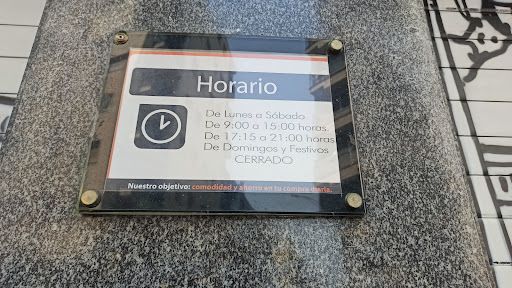 Horario
De Lunes a Sábado
De 9:00 a 15:00 horas.
De 17:15 a 21:00 horas
De Domingos y Festivos
CERRADO
Nuestro objetivo: comodidad y ahorro en tu compra diaria.